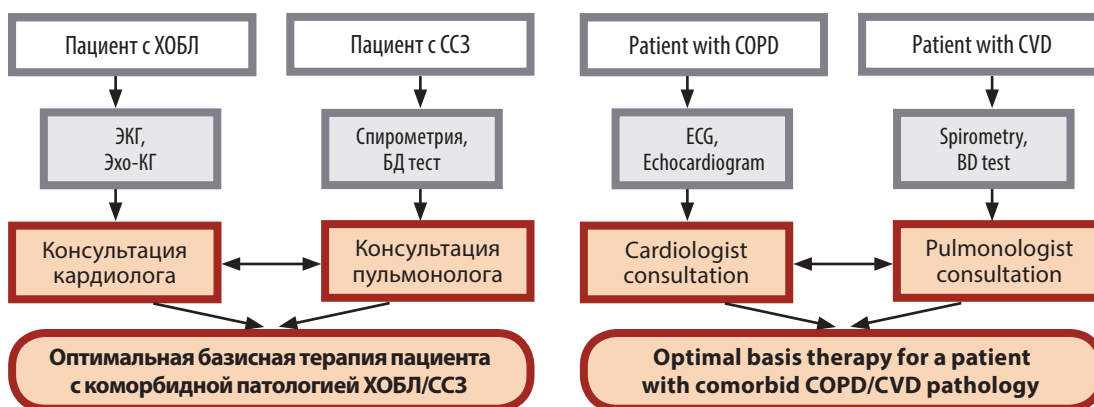 Пациент с ХОБЛ
Пациент с ССЗ
ЭКГ,
Эхо-КГ
Спирометрия,
БД тест
Консультация
кардиолога
Консультация
пульмонолога
Оптимальная базисная терапия пациента
с коморбидной патологией ХОБЛ/ССЗ
Patient with COPD
Patient with CVD
ECG,
Echocardiogram
Spirometry,
BD test
Cardiologist
consultation
Pulmonologist
consultation
Optimal basis therapy for a patient
with comorbid COPD/CVD pathology